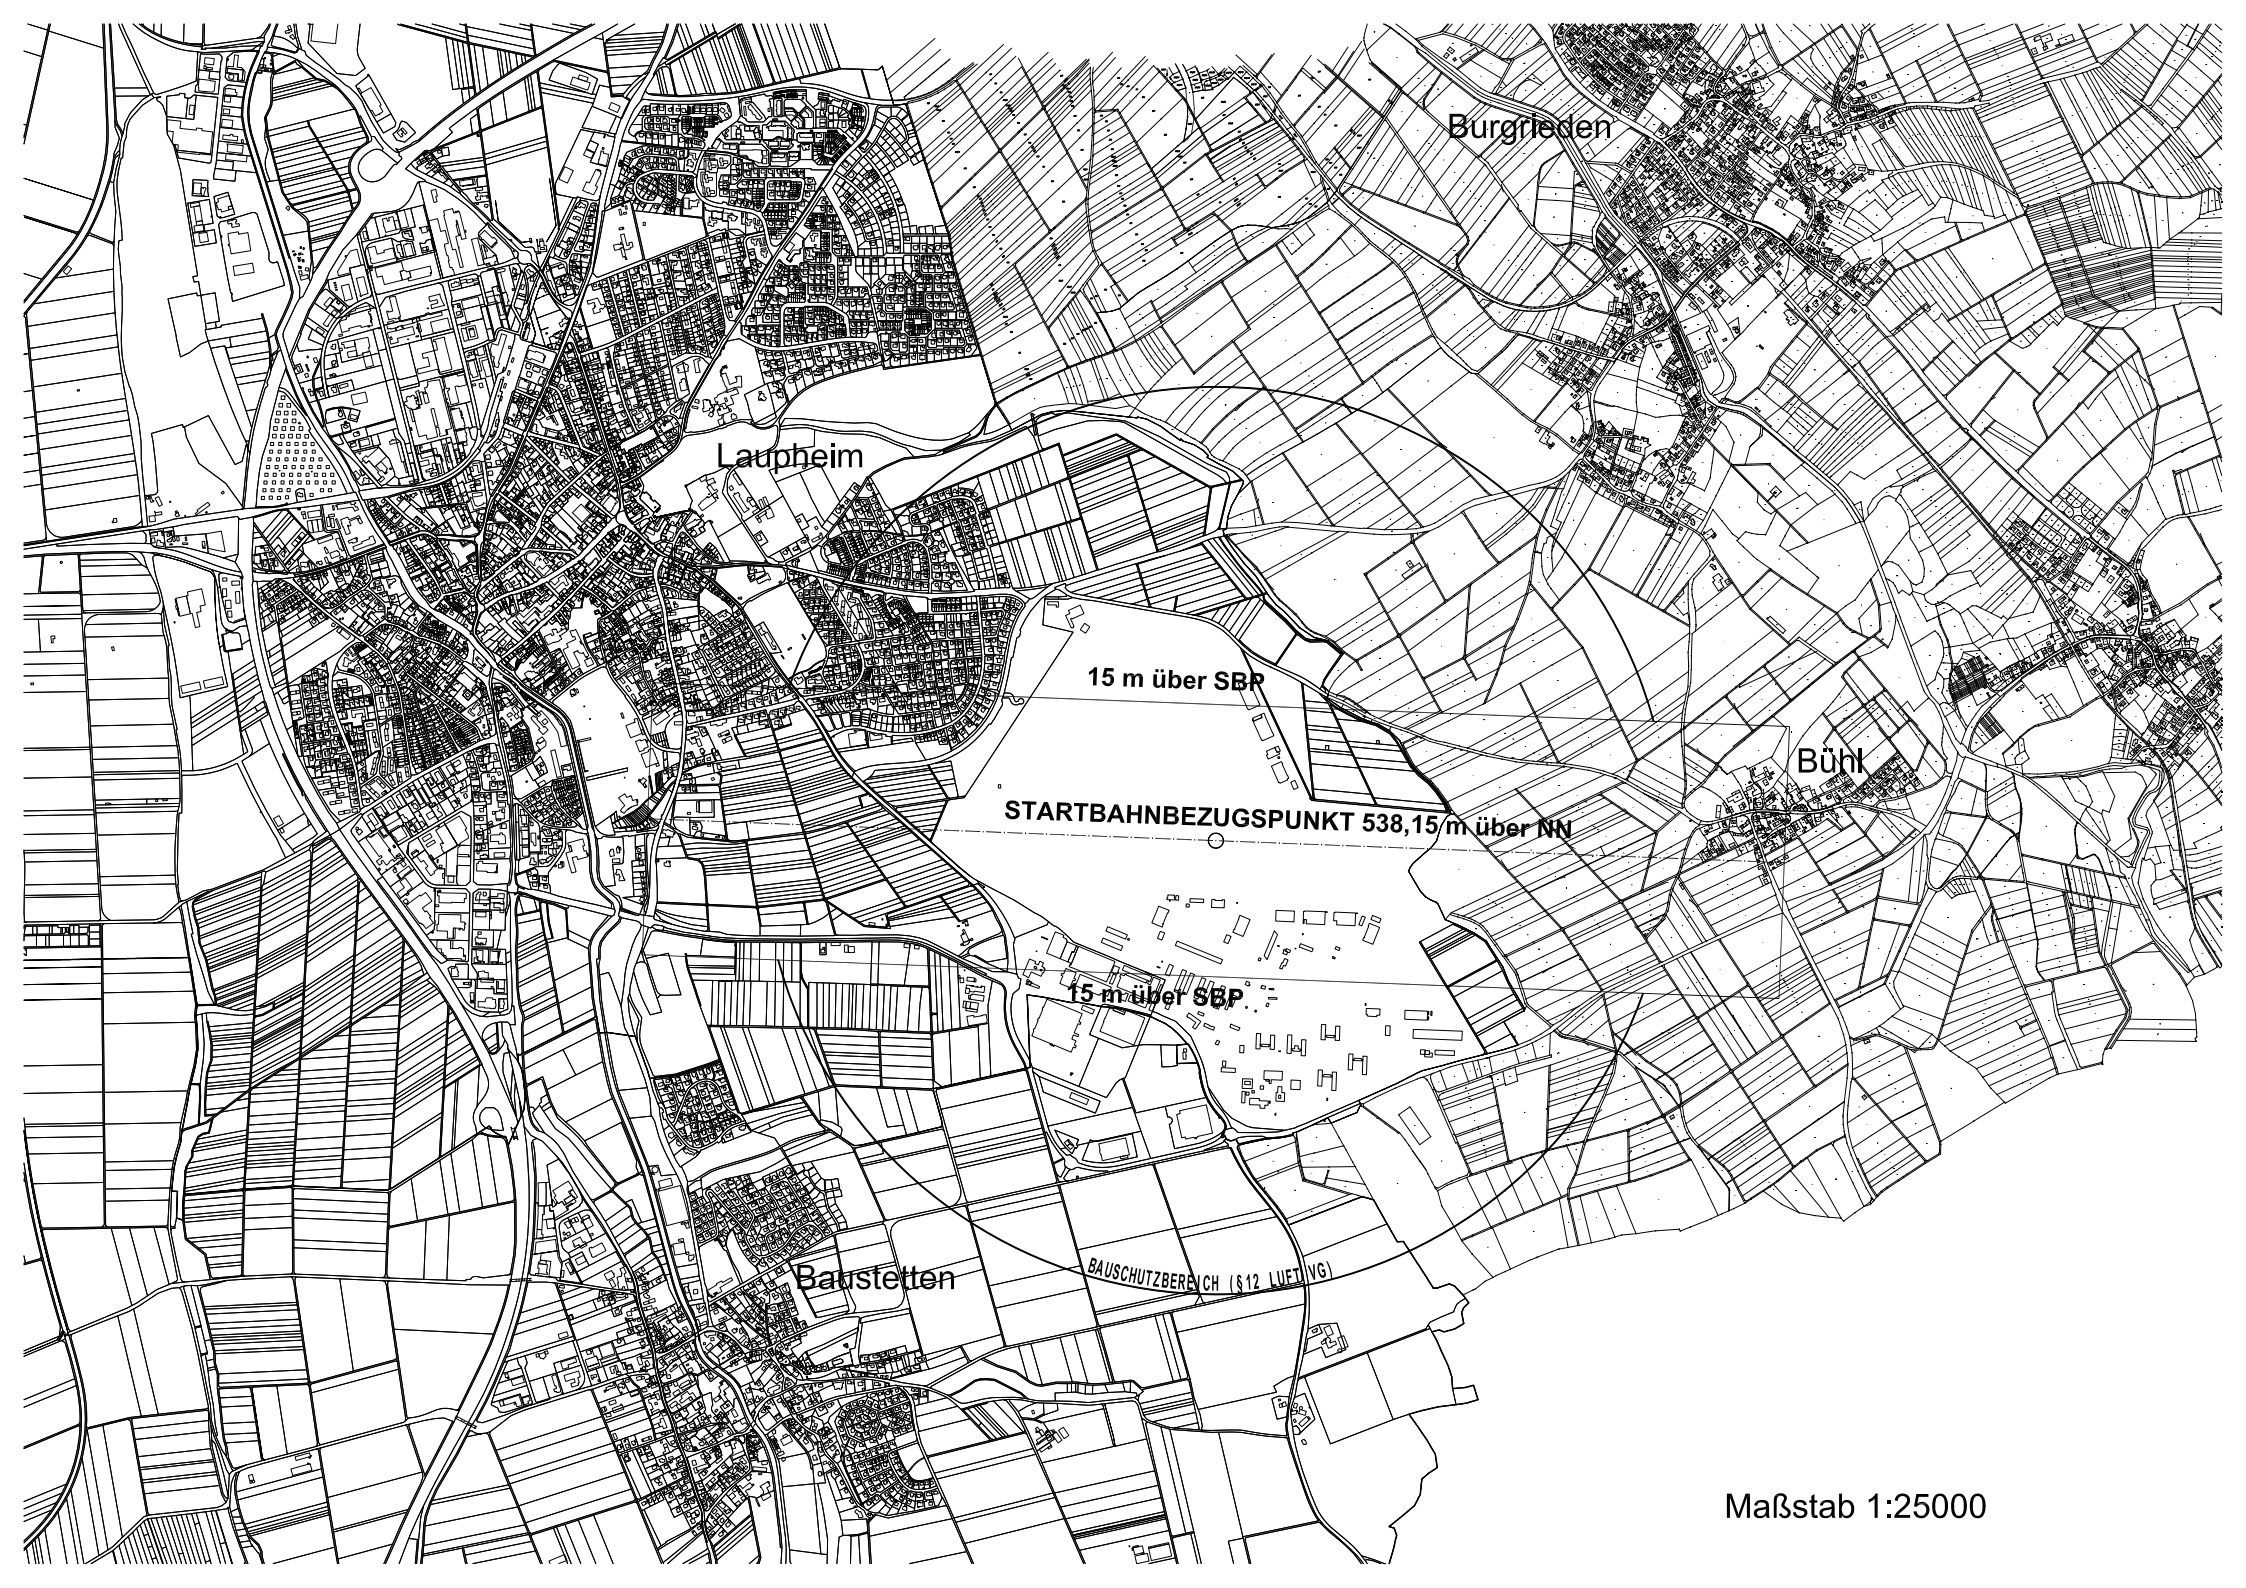 Burgrieden
Laupheim
15 m über SBP
Bühl
STARTBAHNBEZUGSPUNKT 538,15 m über NN
15 m über SBP
BAUSCHUTZBEREICH (§12 LUFTVG)
Baustetten
Maßstab 1:25000